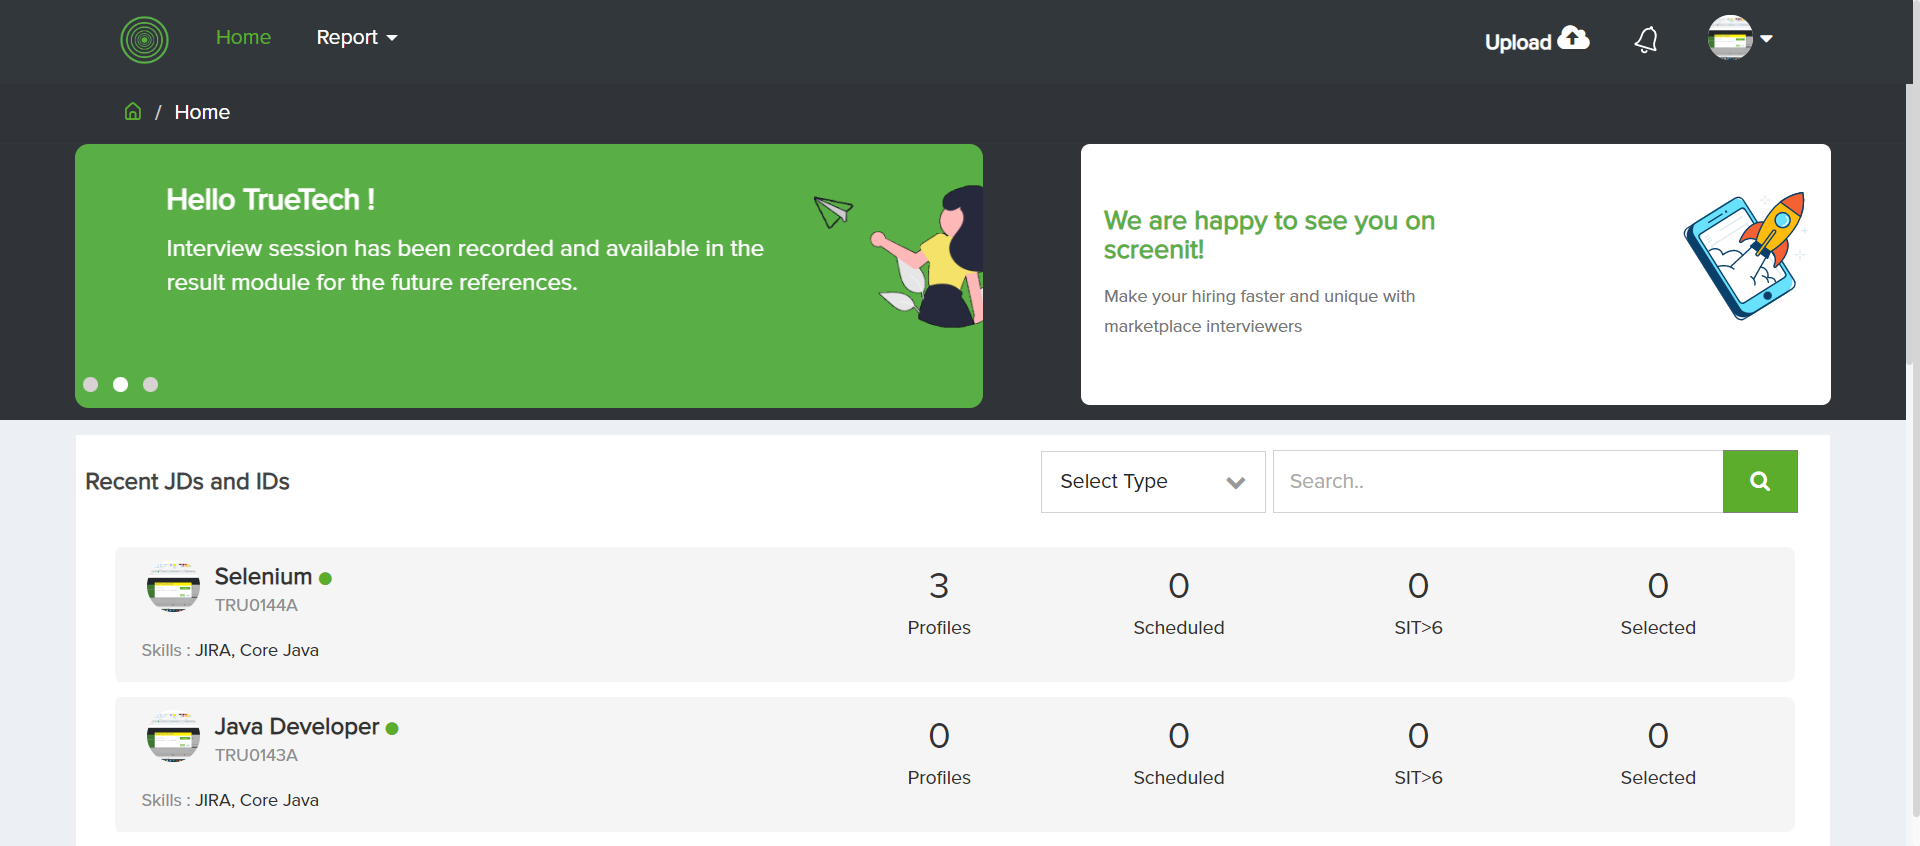 Home
Report
Upload
/ Home
Hello TrueTech !
Interview session has been recorded and available in the
result module for the future references.
We are happy to see you on
screenit!
Make your hiring faster and unique with
marketplace interviewers
Recent JDs and IDs
Select Type
Search..
Selenium
TRU0144A
Skills : JIRA, Core Java
3
Profiles
0
Scheduled
0
SIT>6
0
Selected
Java Developer
TRU0143A
Skills : JIRA, Core Java
0
Profiles
0
Scheduled
0
SIT>6
0
Selected